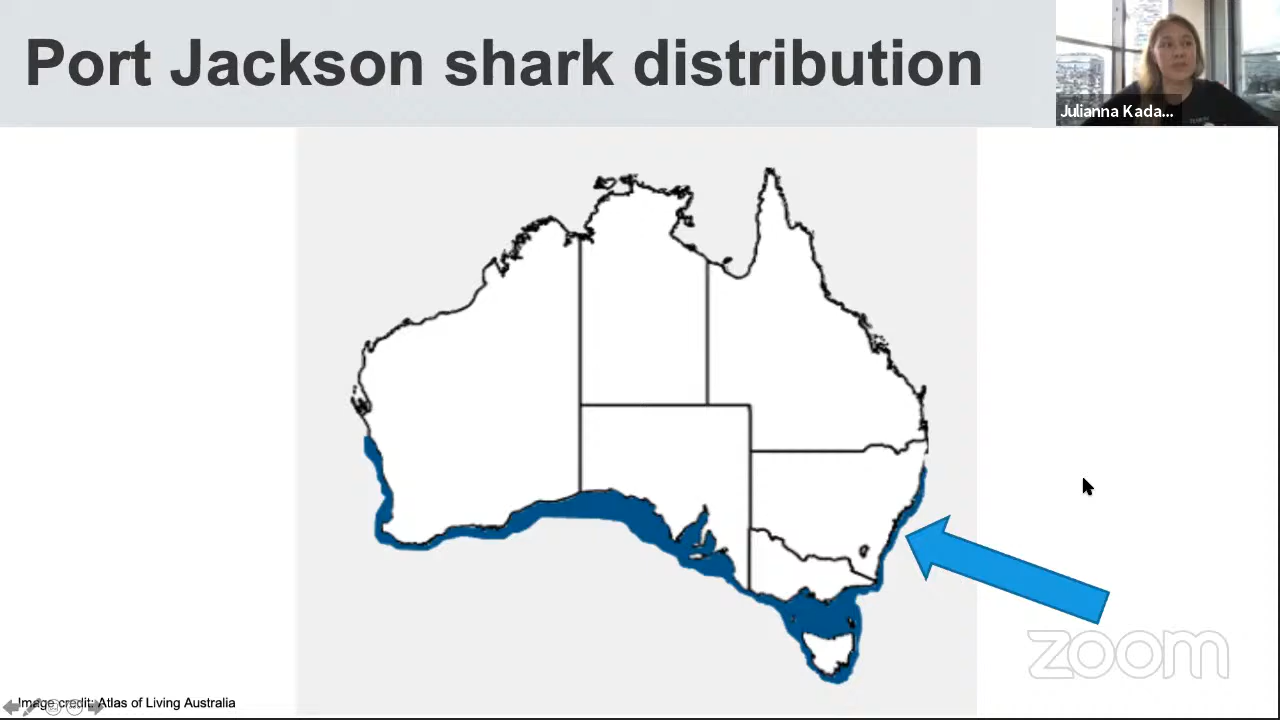 Port Jackson shark distribution
Julianna Kada...
zoom
Image credit: Atlas of Living Australia